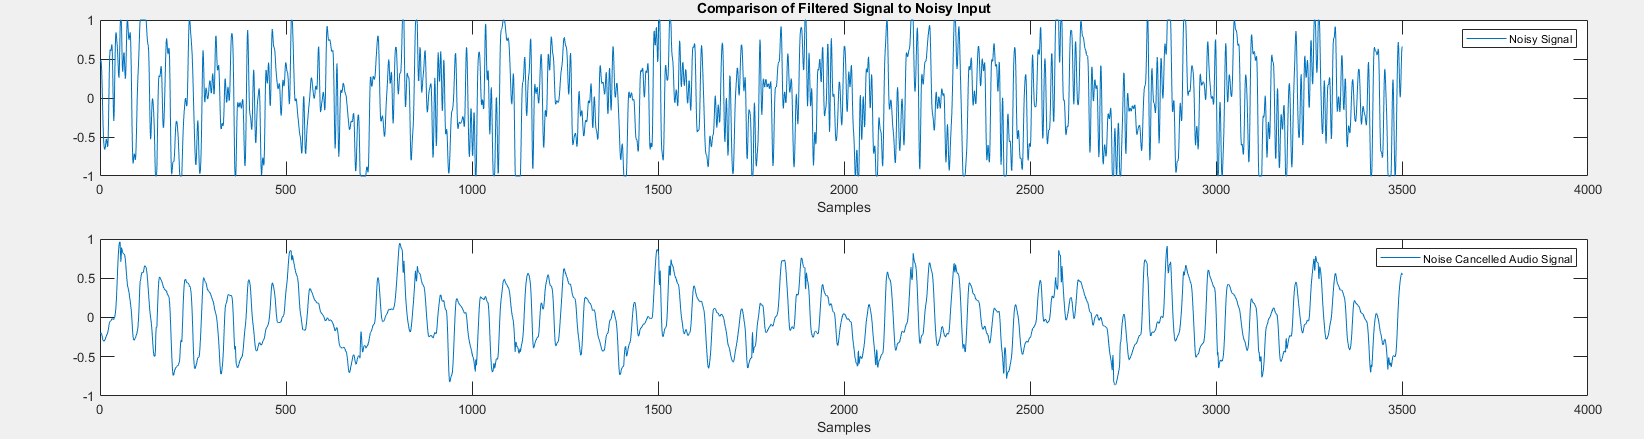 Comparison of Filtered Signal to Noisy Input
1
0.5
0
-0.5
-1
Noisy Signal
0 500 1000 1500 2000 2500 3000 3500 4000
Samples
1
0.5
0
-0.5
-1
Noise Cancelled Audio Signal
0 500 1000 1500 2000 2500 3000 3500 4000
Samples